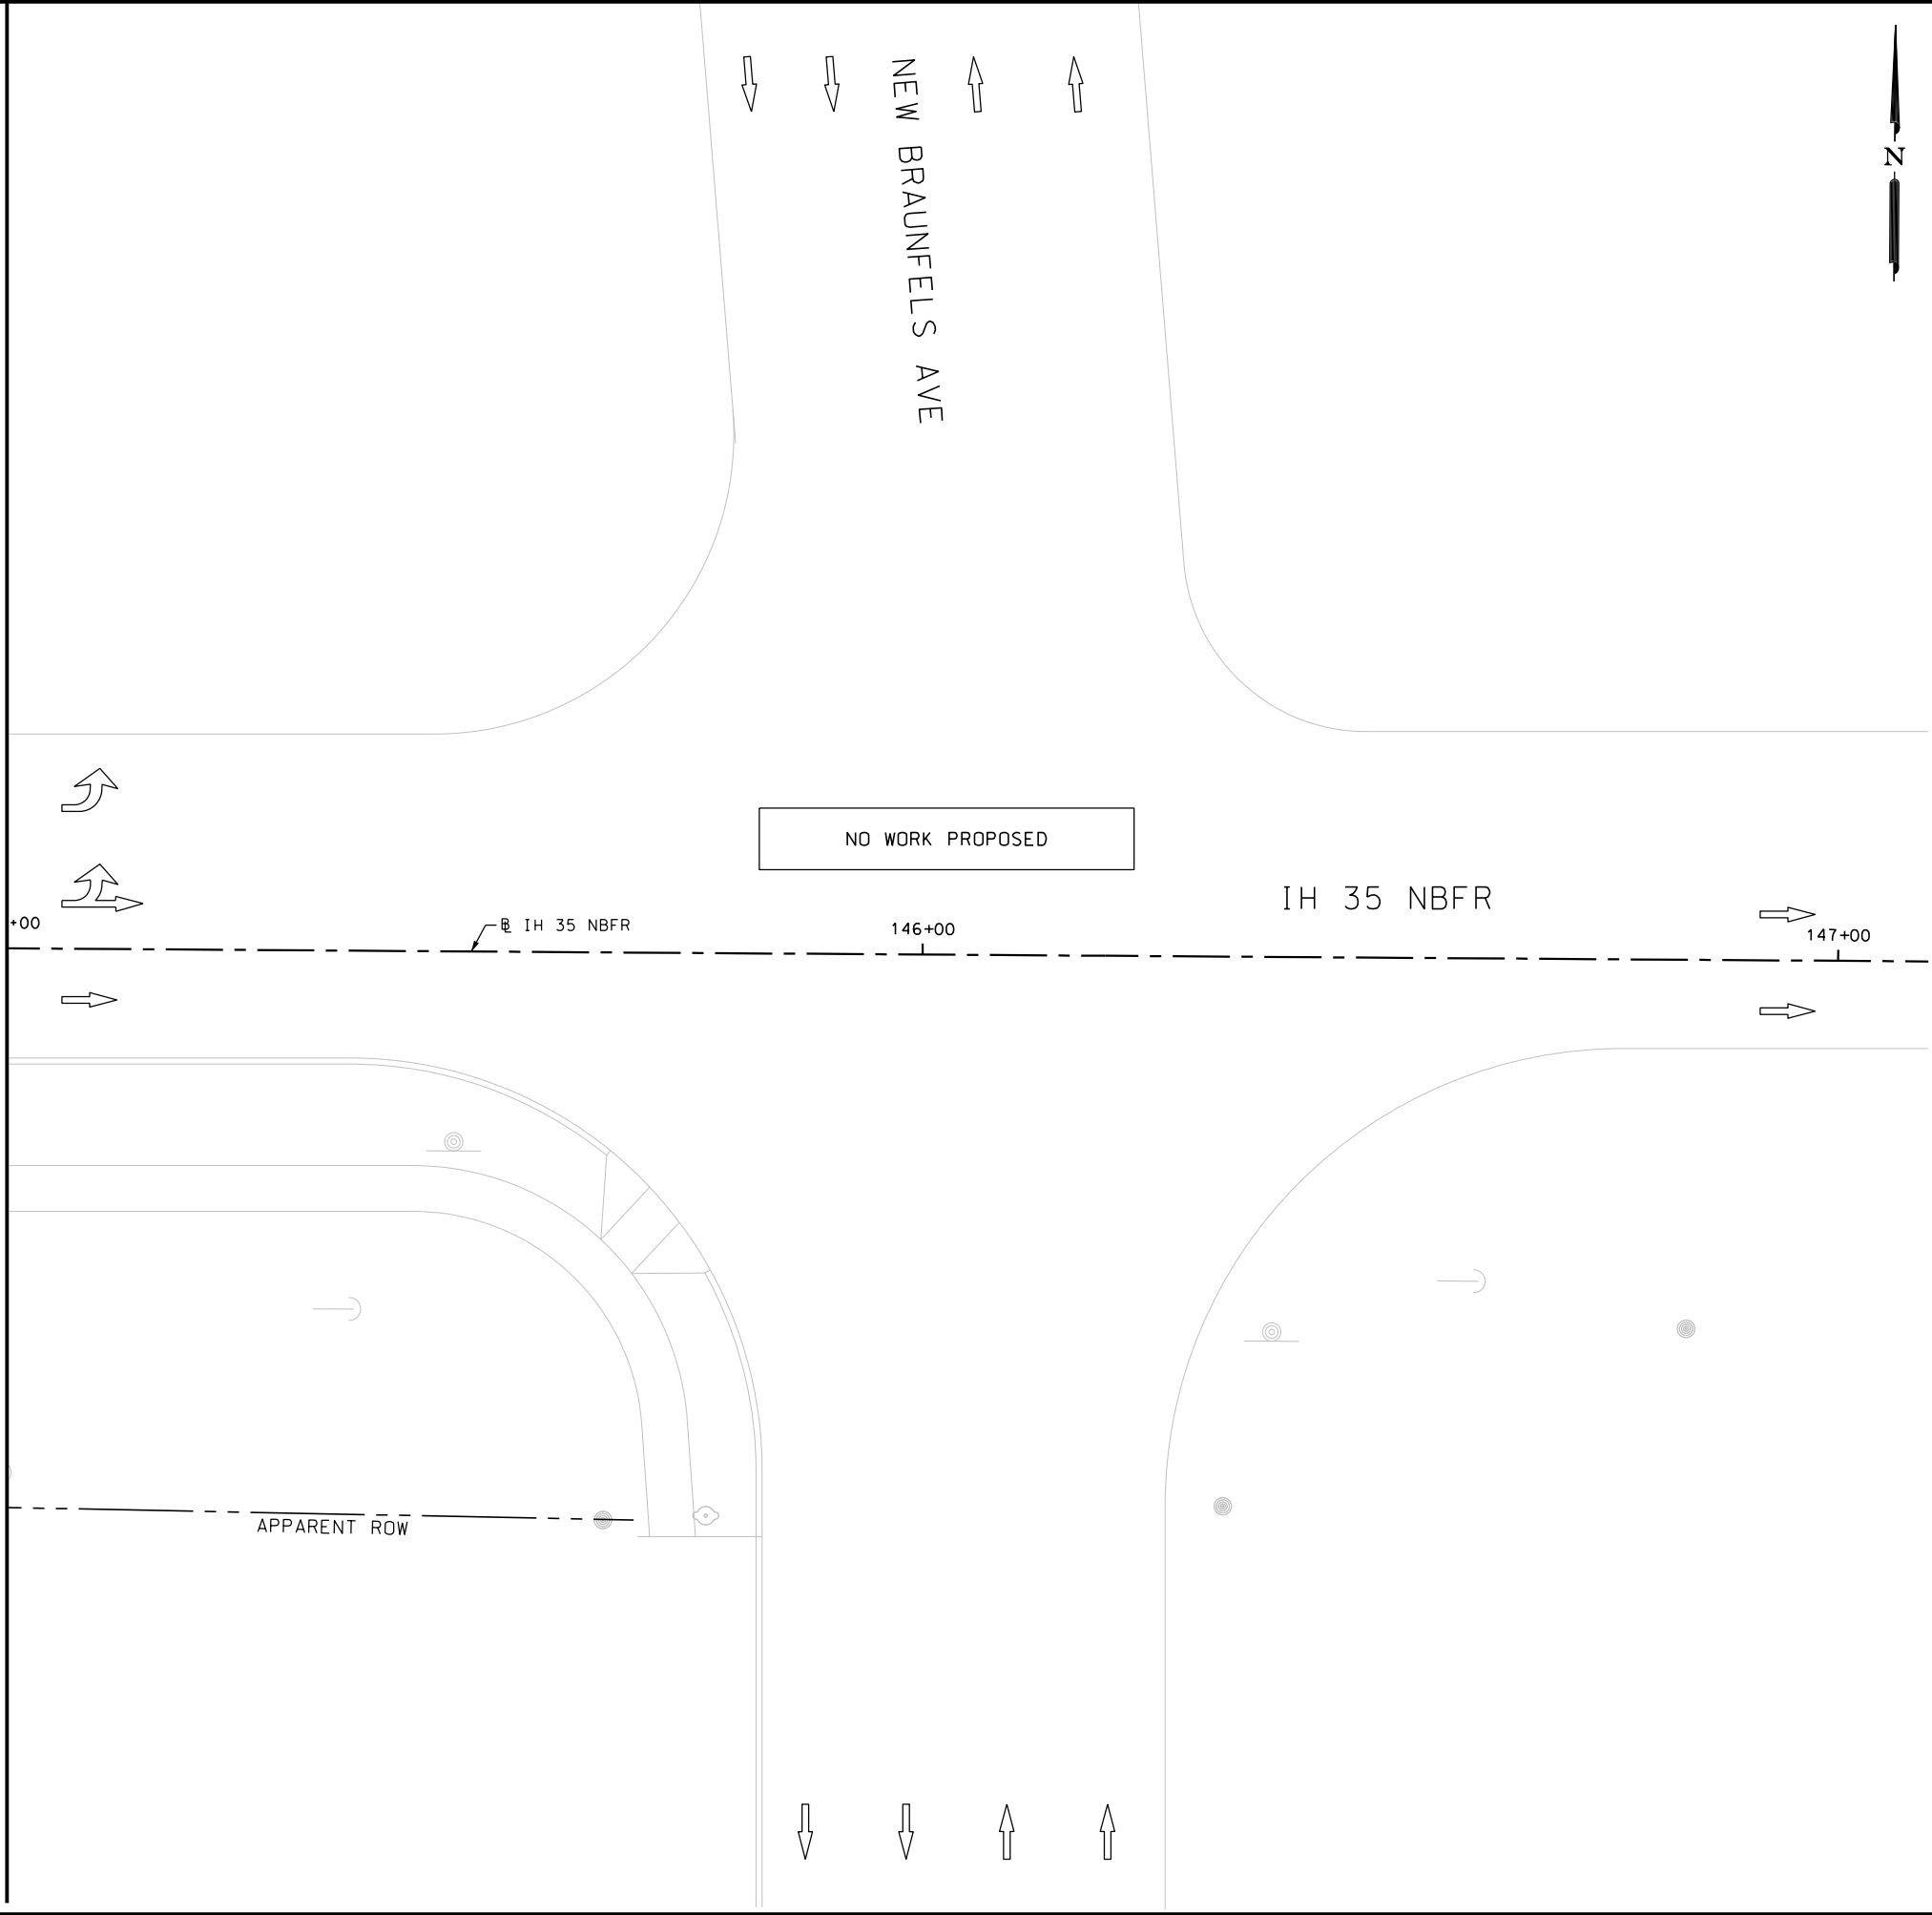 NEW BRAUNFELS AVE
N
NO WORK PROPOSED
IH 35 NBFR
+00
℄ IH 35 NBFR
146+00
147+00
APPARENT ROW